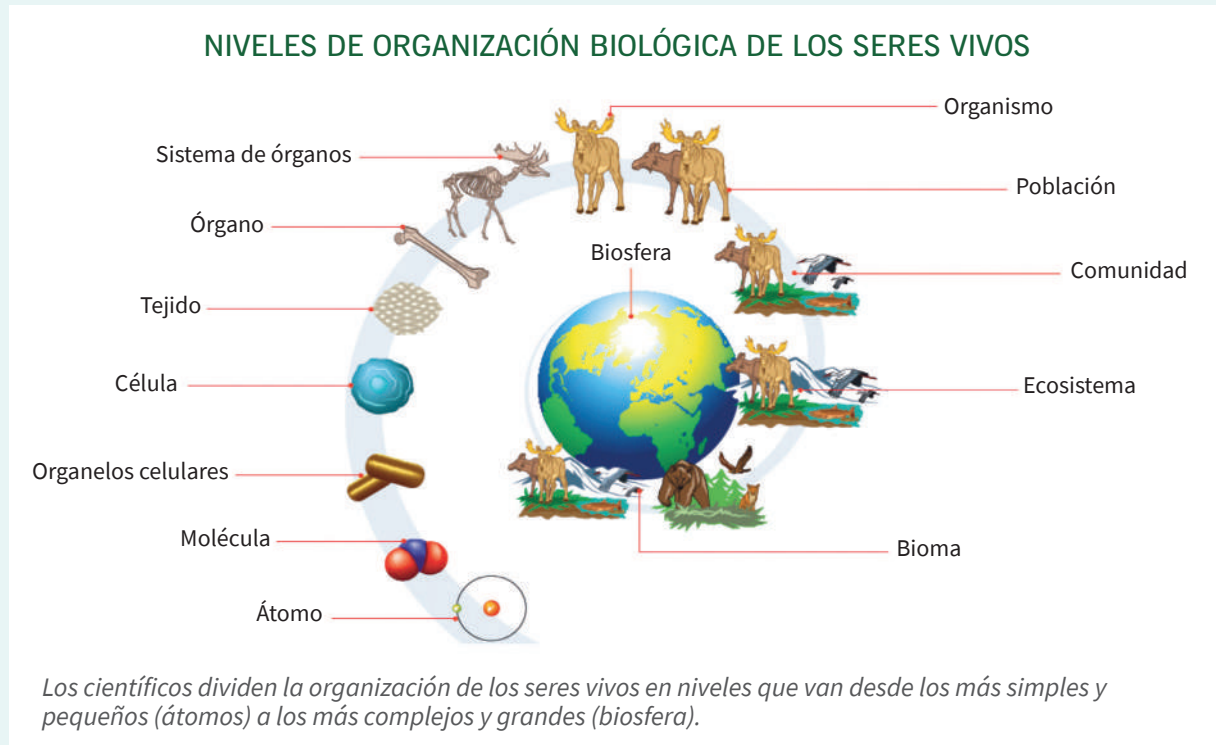 NIVELES DE ORGANIZACIÓN BIOLÓGICA DE LOS SERES VIVOS
Organismo
Sistema de órganos
Población
Órgano
Biosfera
Comunidad
Tejido
Célula
Ecosistema
Organelos celulares
Molécula
Bioma
Átomo
Los científicos dividen la organización de los seres vivos en niveles que van desde los más simples y
pequeños (átomos) a los más complejos y grandes (biosfera).